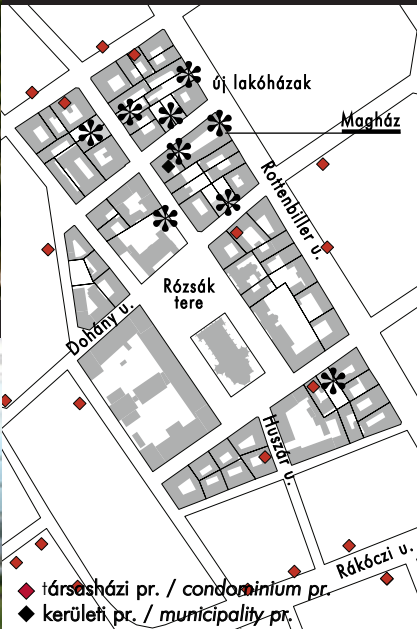 új lakóházak
Magház
Rottenbiller u.
Rózsák
tere
Dohány u.
Huszár u.
Rákóczi u.
társasházi pr. / condominium pr.
kerületi pr. / municipality pr.